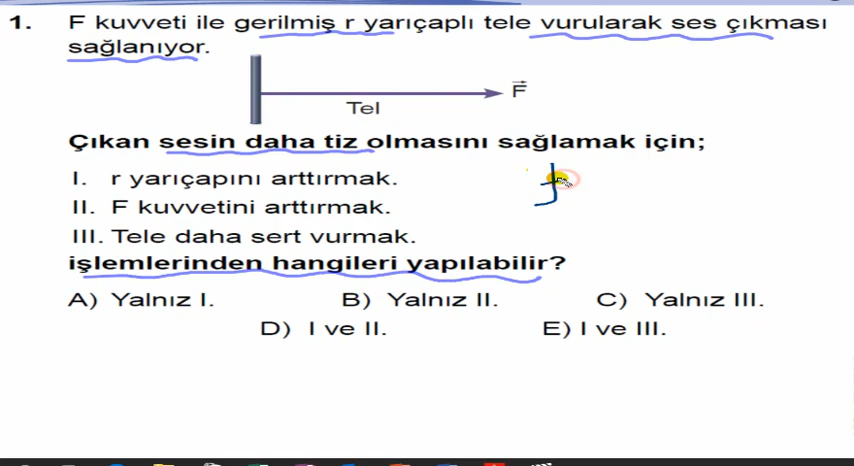 1. F kuvveti ile gerilmiş r yarıçaplı tele vurularak ses çıkması
sağlanıyor.
F
Tel
Çıkan sesin daha tiz olmasını sağlamak için;
I. r yarıçapını arttırmak.
II. F kuvvetini arttırmak.
III. Tele daha sert vurmak.
işlemlerinden hangileri yapılabilir?
A) Yalnız I. B) Yalnız II. C) Yalnız III.
D) I ve II. E) I ve III.